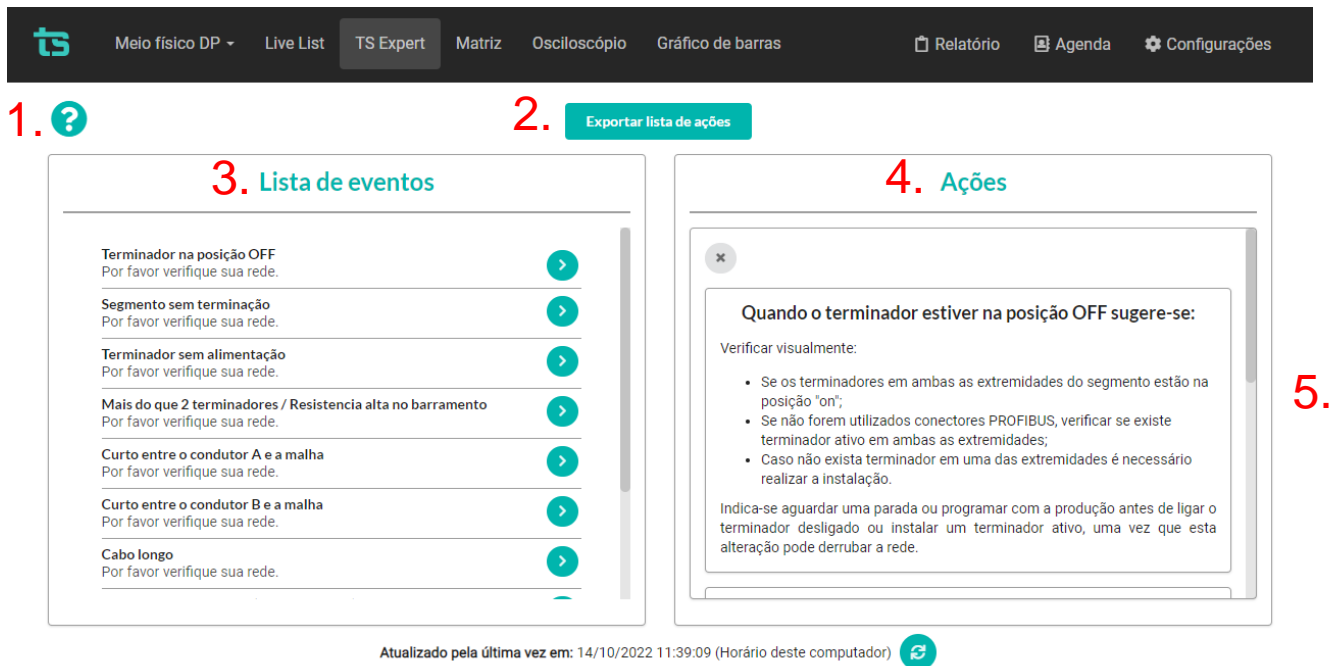 ts Meio físico DP Live List TS Expert Matriz Osciloscópio Gráfico de barras Relatório Agenda Configurações
1. ? 2. Exportar lista de ações
3. Lista de eventos
Terminador na posição OFF
Por favor verifique sua rede.
Segmento sem terminação
Por favor verifique sua rede.
Terminador sem alimentação
Por favor verifique sua rede.
Mais do que 2 terminadores / Resistencia alta no barramento
Por favor verifique sua rede.
Curto entre o condutor A e a malha
Por favor verifique sua rede.
Curto entre o condutor B e a malha
Por favor verifique sua rede.
Cabo longo
Por favor verifique sua rede.
4. Ações
Quando o terminador estiver na posição OFF sugere-se:
Verificar visualmente:
• Se os terminadores em ambas as extremidades do segmento estão na
posição "on";
• Se não forem utilizados conectores PROFIBUS, verificar se existe
terminador ativo em ambas as extremidades;
• Caso não exista terminador em uma das extremidades é necessário
realizar a instalação.
Indica-se aguardar uma parada ou programar com a produção antes de ligar o
terminador desligado ou instalar um terminador ativo, uma vez que esta
alteração pode derrubar a rede.
5.
Atualizado pela última vez em: 14/10/2022 11:39:09 (Horário deste computador)